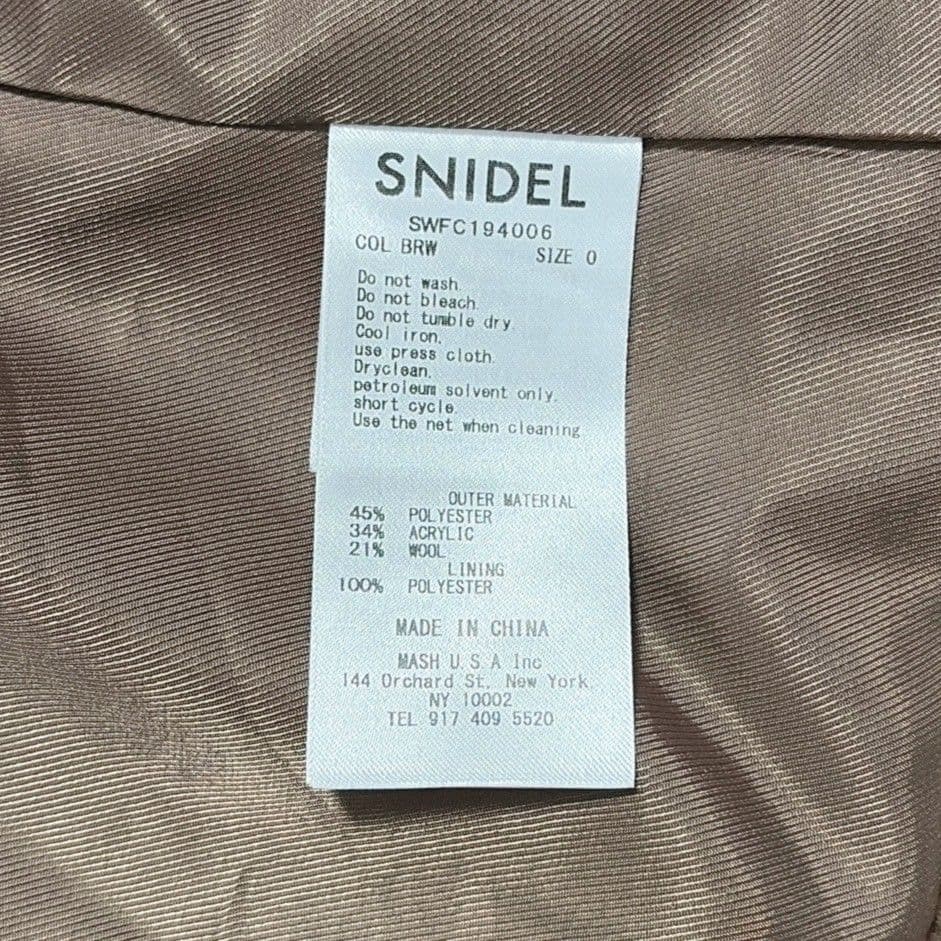 SNIDEL
SWFC194006
COL BRW SIZE 0
Do not wash.
Do not bleach.
Do not tumble dry.
Cool iron.
use press cloth.
Dryclean.
petroleum solvent only.
short cycle.
Use the net when cleaning
OUTER MATERIAL
45% POLYESTER
34% ACRYLIC
21% WOOL
LINING
100% POLYESTER
MADE IN CHINA
MASH U.S.A Inc
144 Orchard St. New York.
NY 10002
TEL 917 409 5520